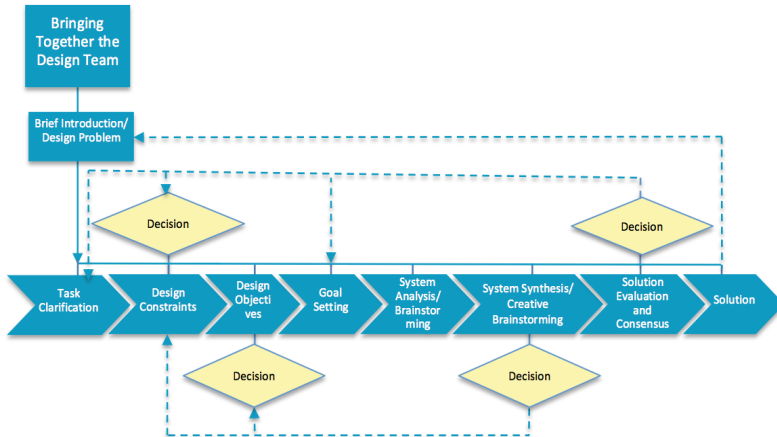 Bringing
Together the
Design Team
Brief Introduction/
Design Problem
Decision
Decision
Task
Clarification
Design
Constraints
Design
Objecti
ves
Goal
Setting
System
Analysis/
Brainstor
ming
System Synthesis/
Creative
Brainstorming
Solution
Evaluation
and
Consensus
Solution
Decision
Decision